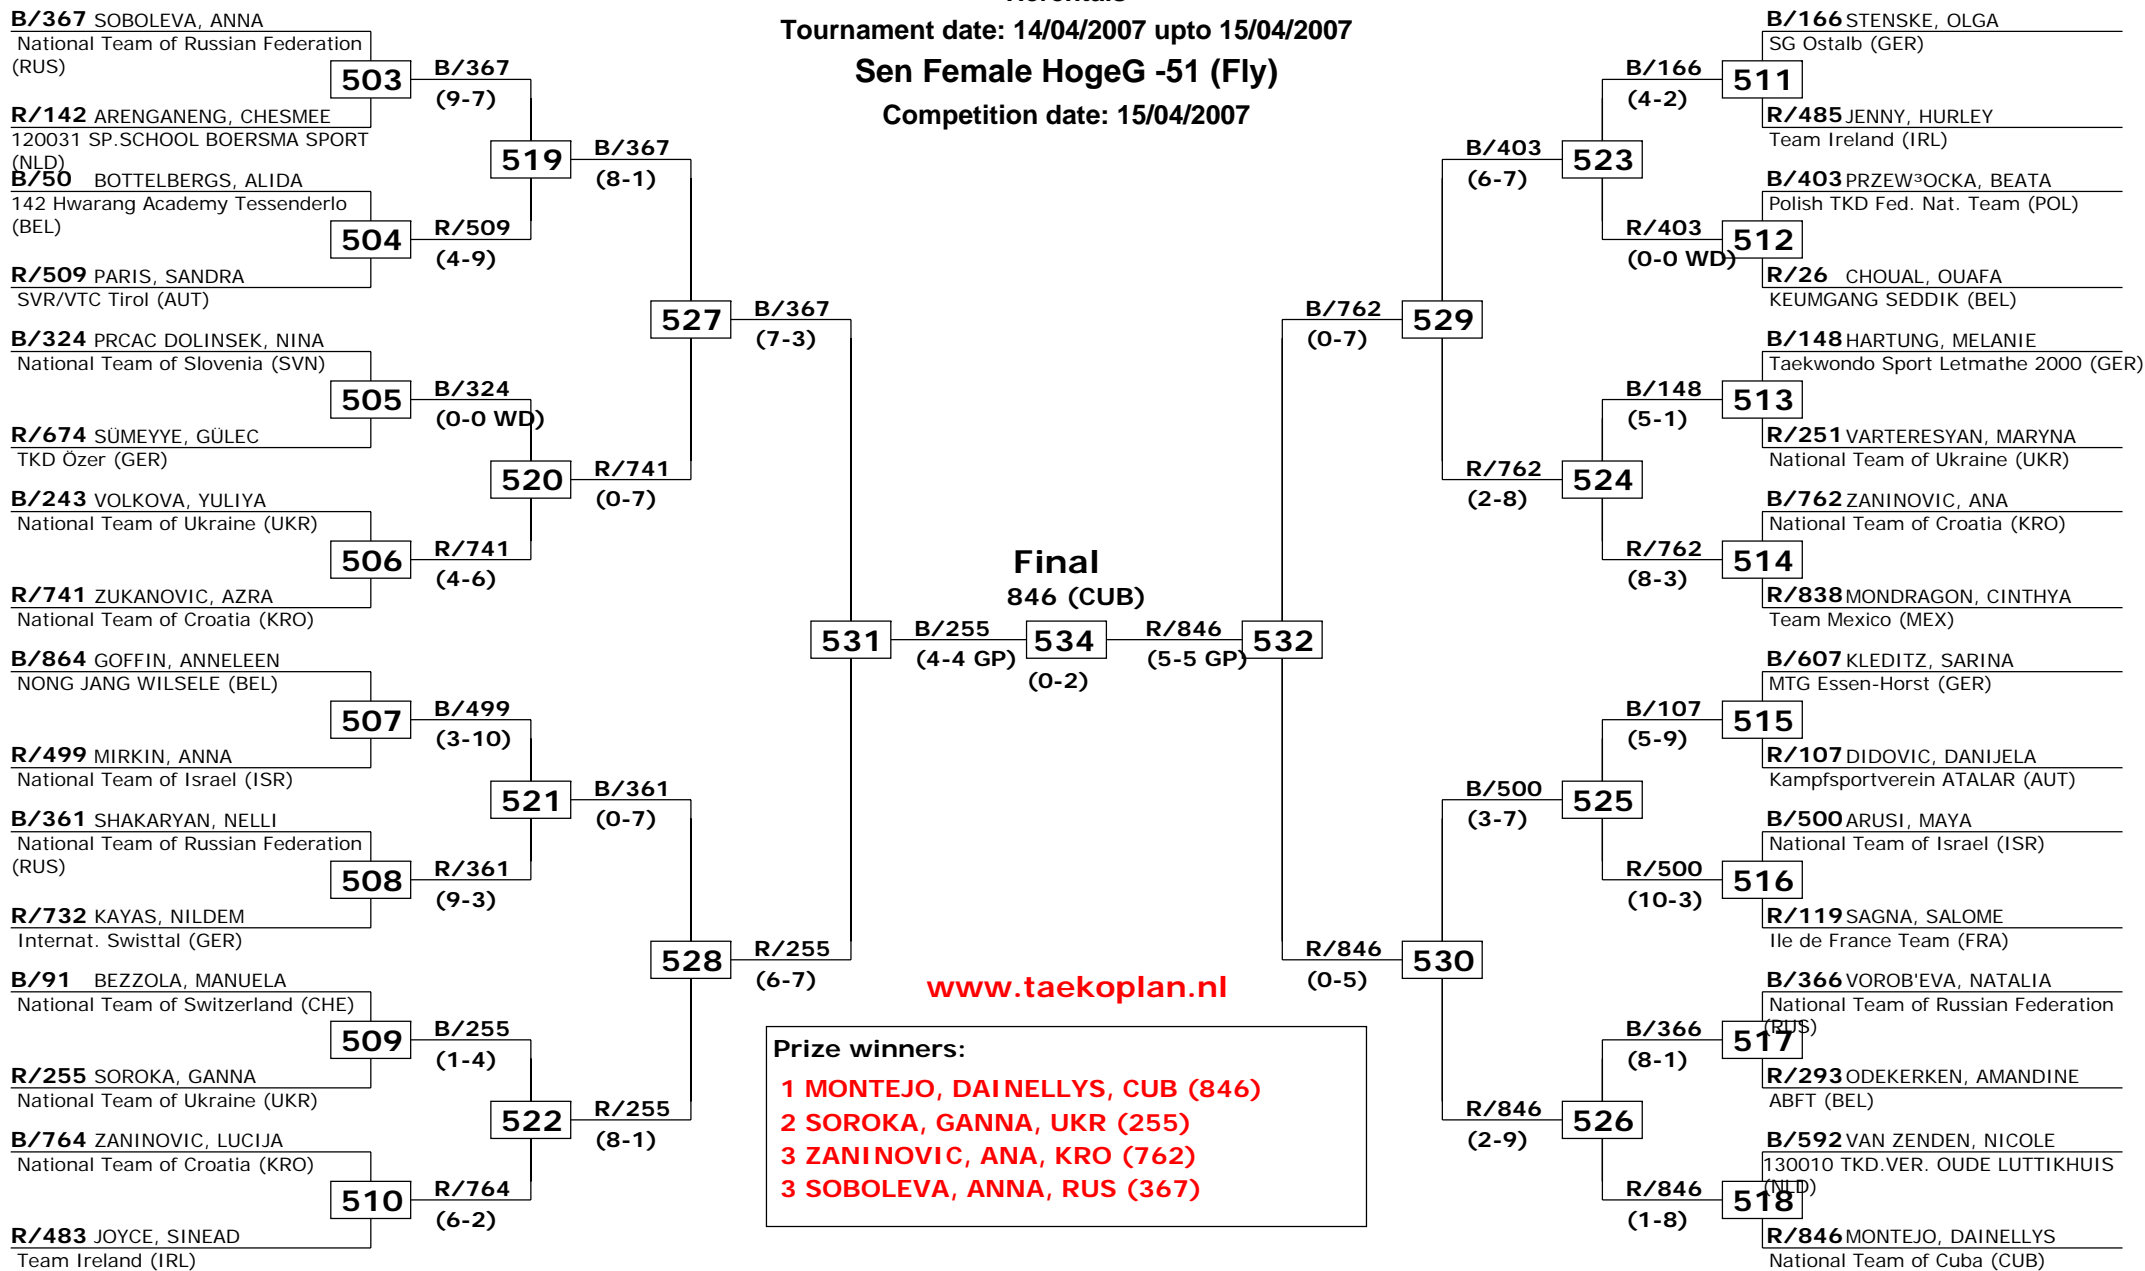 Tournament date: 14/04/2007 upto 15/04/2007
Sen Female HogeG -51 (Fly)
Competition date: 15/04/2007
B/367 SOBOLEVA, ANNA
National Team of Russian Federation
(RUS)
503
B/367
(9-7)
R/142 ARENGANENG, CHESMEE
120031 SP.SCHOOL BOERSMA SPORT
(NLD)
519
B/367
(8-1)
B/50 BOTTELBERGS, ALIDA
142 Hwarang Academy Tessenderlo
(BEL)
504
R/509
(4-9)
R/509 PARIS, SANDRA
SVR/VTC Tirol (AUT)
527
B/367
(7-3)
B/324 PRCAC DOLINSEK, NINA
National Team of Slovenia (SVN)
505
B/324
(0-0 WD)
R/674 SÜMEYYE, GÜLEC
TKD Özer (GER)
520
R/741
(0-7)
B/243 VOLKOVA, YULIYA
National Team of Ukraine (UKR)
506
R/741
(4-6)
R/741 ZUKANOVIC, AZRA
National Team of Croatia (KRO)
531
B/255
(4-4 GP)
B/864 GOFFIN, ANNELEEN
NONG JANG WILSELE (BEL)
507
B/499
(3-10)
R/499 MIRKIN, ANNA
National Team of Israel (ISR)
521
B/361
(0-7)
B/361 SHAKARYAN, NELLI
National Team of Russian Federation
(RUS)
508
R/361
(9-3)
R/732 KAYAS, NILDEM
Internat. Swisttal (GER)
528
R/255
(6-7)
B/91 BEZZOLA, MANUELA
National Team of Switzerland (CHE)
509
B/255
(1-4)
R/255 SOROKA, GANNA
National Team of Ukraine (UKR)
522
R/255
(8-1)
B/764 ZANINOVIC, LUCIJA
National Team of Croatia (KRO)
510
R/764
(6-2)
R/483 JOYCE, SINEAD
Team Ireland (IRL)
Final
846 (CUB)
534
(0-2)
B/166 STENSKE, OLGA
SG Ostalb (GER)
B/166
(4-2)
511
R/485 JENNY, HURLEY
Team Ireland (IRL)
B/403
(6-7)
523
B/403 PRZEW³OCKA, BEATA
Polish TKD Fed. Nat. Team (POL)
R/403
(0-0 WD)
512
R/26 CHOUAL, OUAFA
KEUMGANG SEDDIK (BEL)
B/762
(0-7)
529
B/148 HARTUNG, MELANIE
Taekwondo Sport Letmathe 2000 (GER)
B/148
(5-1)
513
R/251 VARTERESYAN, MARYNA
National Team of Ukraine (UKR)
R/762
(2-8)
524
B/762 ZANINOVIC, ANA
National Team of Croatia (KRO)
R/762
(8-3)
514
R/838 MONDRAGON, CINTHYA
Team Mexico (MEX)
R/846
(5-5 GP)
532
B/607 KLEDITZ, SARINA
MTG Essen-Horst (GER)
B/107
(5-9)
515
R/107 DIDOVIC, DANIJELA
Kampfsportverein ATALAR (AUT)
B/500
(3-7)
525
B/500 ARUSI, MAYA
National Team of Israel (ISR)
R/500
(10-3)
516
R/119 SAGNA, SALOME
Ile de France Team (FRA)
R/846
(0-5)
530
B/366 VOROB'EVA, NATALIA
National Team of Russian Federation
(RUS)
B/366
(8-1)
517
R/293 ODEKERKEN, AMANDINE
ABFT (BEL)
R/846
(2-9)
526
B/592 VAN ZENDEN, NICOLE
130010 TKD.VER. OUDE LUTTIKHUIS
(NLD)
R/846
(1-8)
518
R/846 MONTEJO, DAINELLYS
National Team of Cuba (CUB)
www.taekoplan.nl
Prize winners:
1 MONTEJO, DAINELLYS, CUB (846)
2 SOROKA, GANNA, UKR (255)
3 ZANINOVIC, ANA, KRO (762)
3 SOBOLEVA, ANNA, RUS (367)